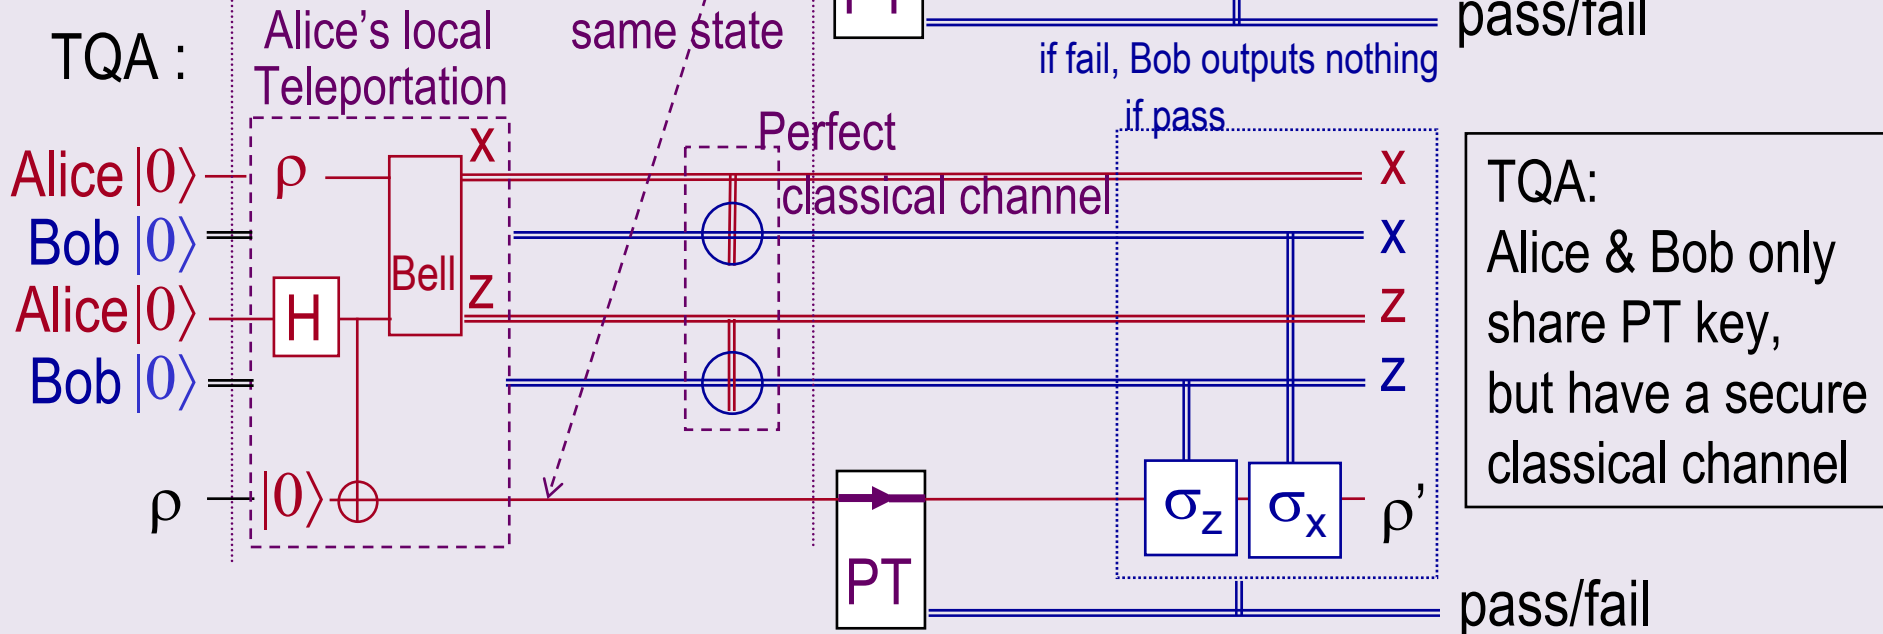 PT
pass/fail
TQA :
Alice’s local
Teleportation
same state
if fail, Bob outputs nothing
if pass
Perfect
classical channel
Alice |0⟩
ρ
x
x
Bob |0⟩
x
Bell
Alice |0⟩
H
z
z
Bob |0⟩
z
ρ
|0⟩
PT
σz
σx
ρ’
pass/fail
TQA:
Alice & Bob only
share PT key,
but have a secure
classical channel